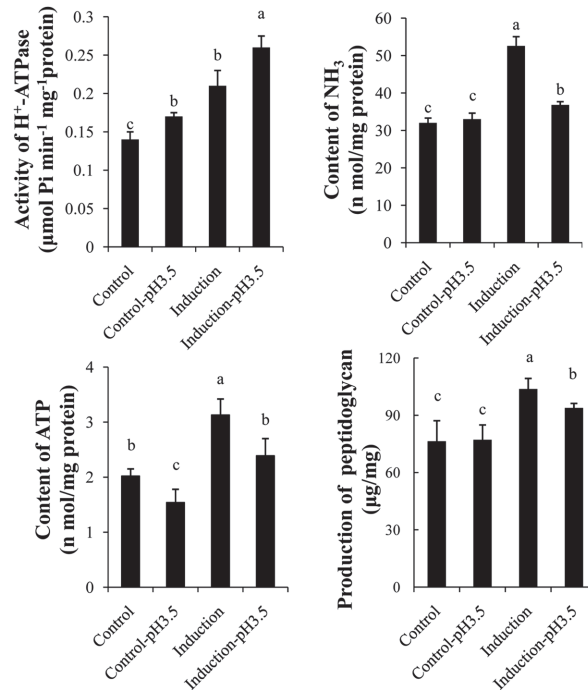 Activity of H⁺-ATPase
(μmol Pi min⁻¹ mg⁻¹protein)
0.3
0.25
0.2
0.15
0.1
0.05
0
c
b
b
a
Control
Control-pH3.5
Induction
Induction-pH3.5
Content of NH₃
(n mol/mg protein)
60
50
40
30
20
10
0
c
c
a
b
Control
Control-pH3.5
Induction
Induction-pH3.5
Content of ATP
(n mol/mg protein)
4
3
2
1
0
b
c
a
b
Control
Control-pH3.5
Induction
Induction-pH3.5
Production of peptidoglycan
(μg/mg)
120
90
60
30
0
c
c
a
b
Control
Control-pH3.5
Induction
Induction-pH3.5